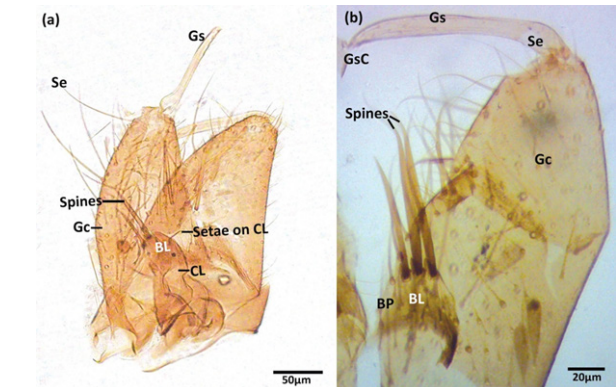 (a)
Gs
Se
Spines
Gc
Setae on CL
BL
CL
50µm
(b)
Gs
Se
GsC
Spines
Gc
BP
BL
20µm